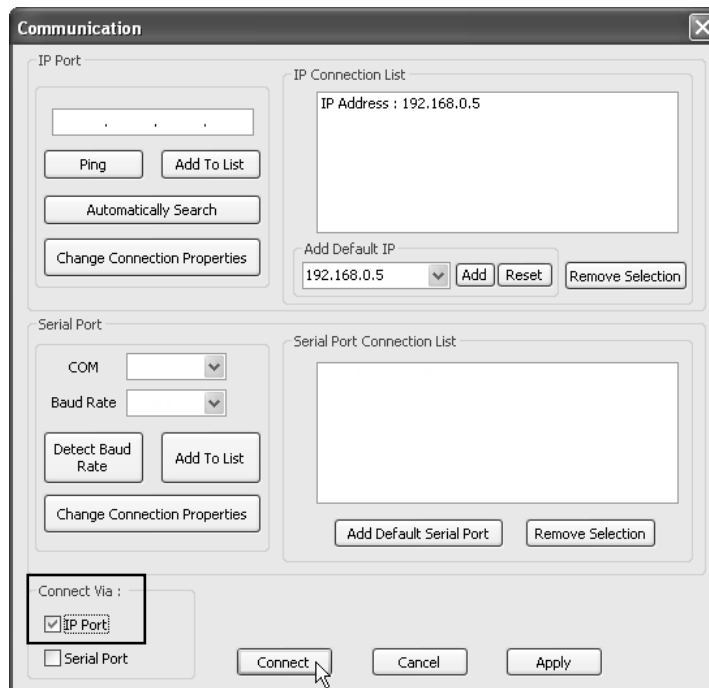 Communication
IP Port
. . .
Ping
Add To List
Automatically Search
Change Connection Properties
IP Connection List
IP Address : 192.168.0.5
Add Default IP
192.168.0.5
Add
Reset
Remove Selection
Serial Port
COM
Baud Rate
Detect Baud
Rate
Add To List
Change Connection Properties
Serial Port Connection List
Add Default Serial Port
Remove Selection
Connect Via :
IP Port
Serial Port
Connect
Cancel
Apply